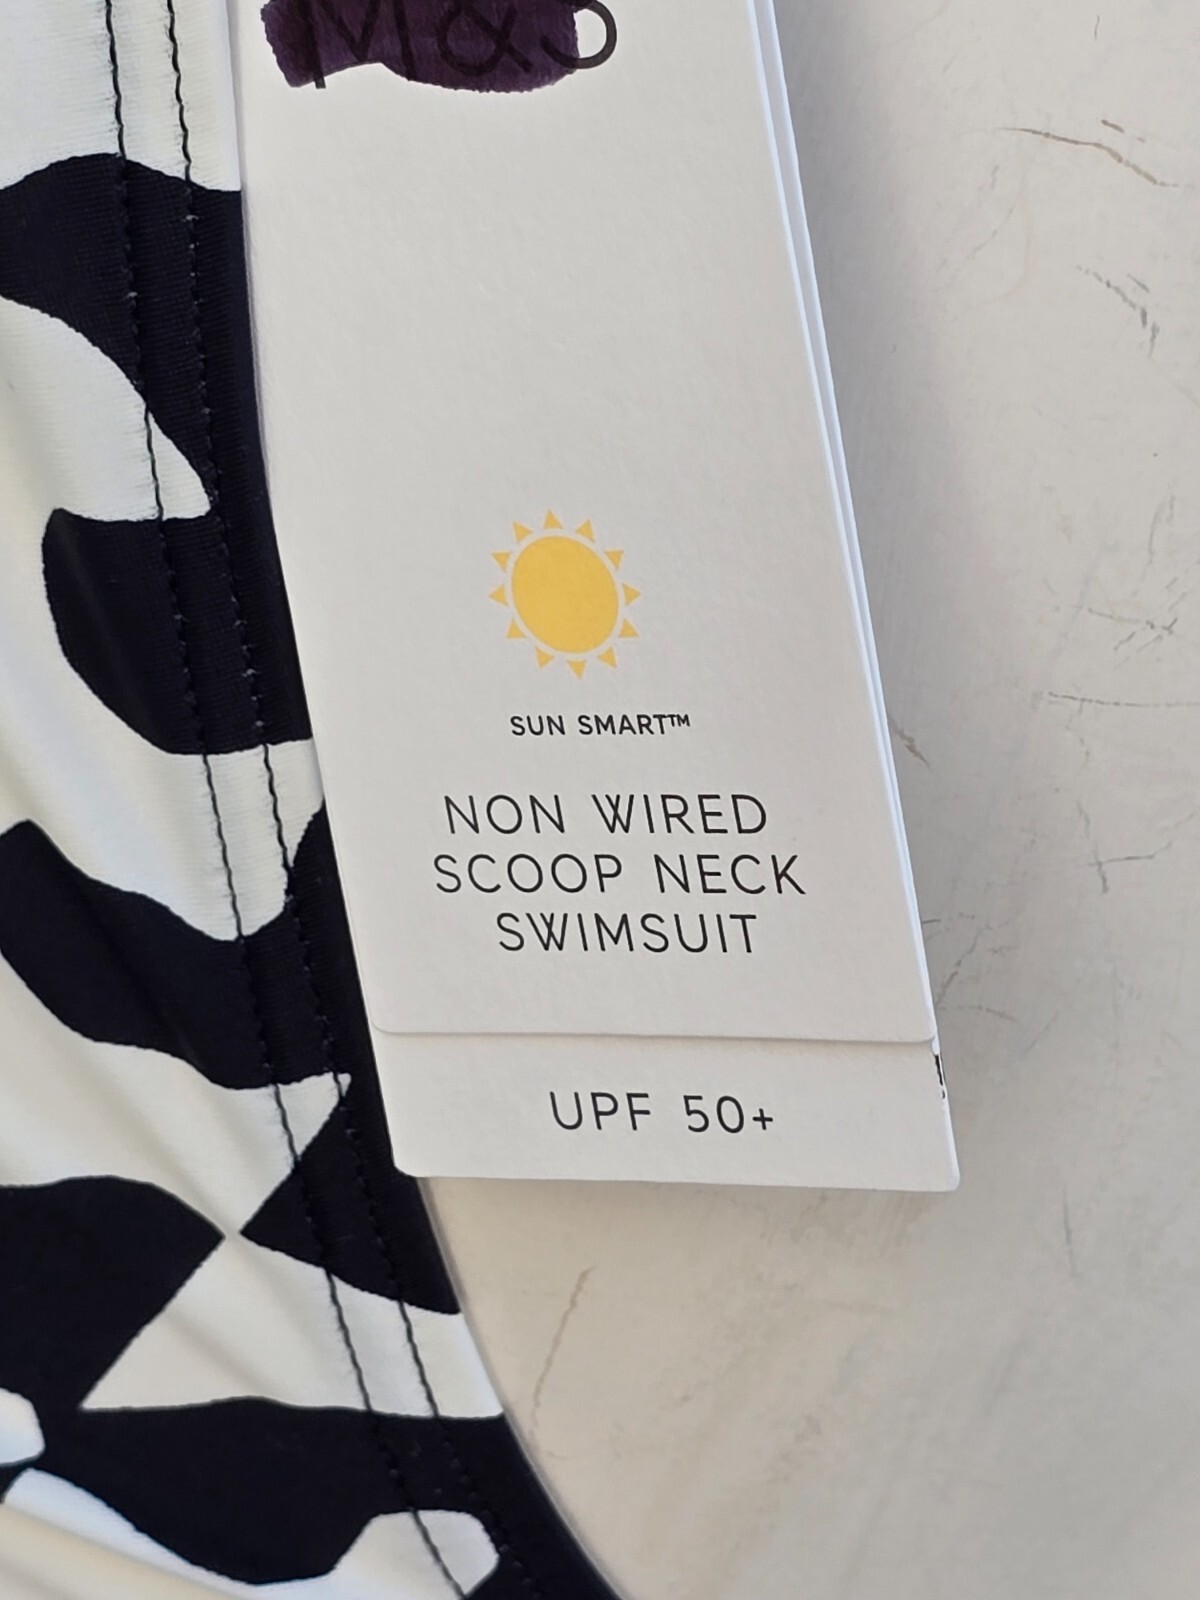 M&S
SUN SMART™
NON WIRED
SCOOP NECK
SWIMSUIT
UPF 50+